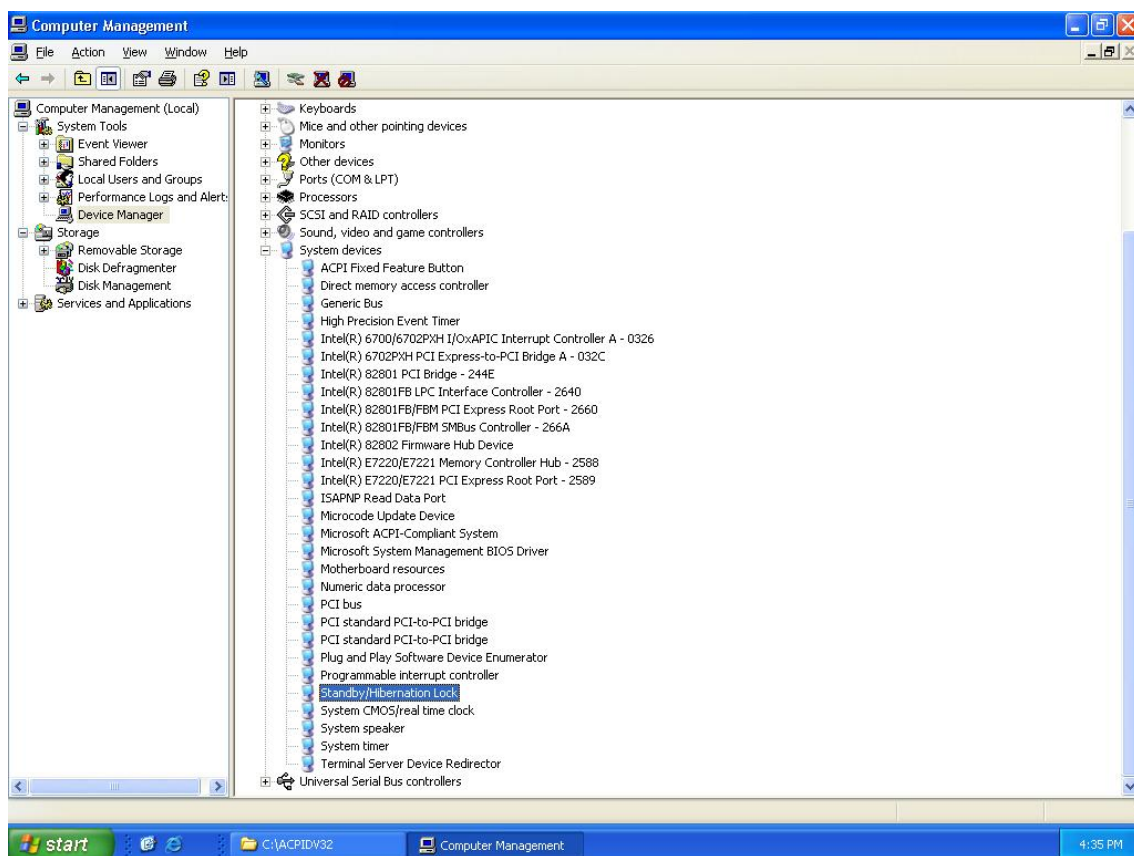 Computer Management
File Action View Window Help
Computer Management (Local)
System Tools
Event Viewer
Shared Folders
Local Users and Groups
Performance Logs and Alert:
Device Manager
Storage
Removable Storage
Disk Defragmenter
Disk Management
Services and Applications
Keyboards
Mice and other pointing devices
Monitors
Other devices
Ports (COM & LPT)
Processors
SCSI and RAID controllers
Sound, video and game controllers
System devices
ACPI Fixed Feature Button
Direct memory access controller
Generic Bus
High Precision Event Timer
Intel(R) 6700/6702PXH I/OxAPIC Interrupt Controller A - 0326
Intel(R) 6702PXH PCI Express-to-PCI Bridge A - 032C
Intel(R) 82801 PCI Bridge - 244E
Intel(R) 82801FB LPC Interface Controller - 2640
Intel(R) 82801FB/FBM PCI Express Root Port - 2660
Intel(R) 82801FB/FBM SMBus Controller - 266A
Intel(R) 82802 Firmware Hub Device
Intel(R) E7220/E7221 Memory Controller Hub - 2588
Intel(R) E7220/E7221 PCI Express Root Port - 2589
ISAPNP Read Data Port
Microcode Update Device
Microsoft ACPI-Compliant System
Microsoft System Management BIOS Driver
Motherboard resources
Numeric data processor
PCI bus
PCI standard PCI-to-PCI bridge
PCI standard PCI-to-PCI bridge
Plug and Play Software Device Enumerator
Programmable interrupt controller
Standby/Hibernation Lock
System CMOS/real time clock
System speaker
System timer
Terminal Server Device Redirector
Universal Serial Bus controllers
start C:\ACPIDV32 Computer Management 4:35 PM